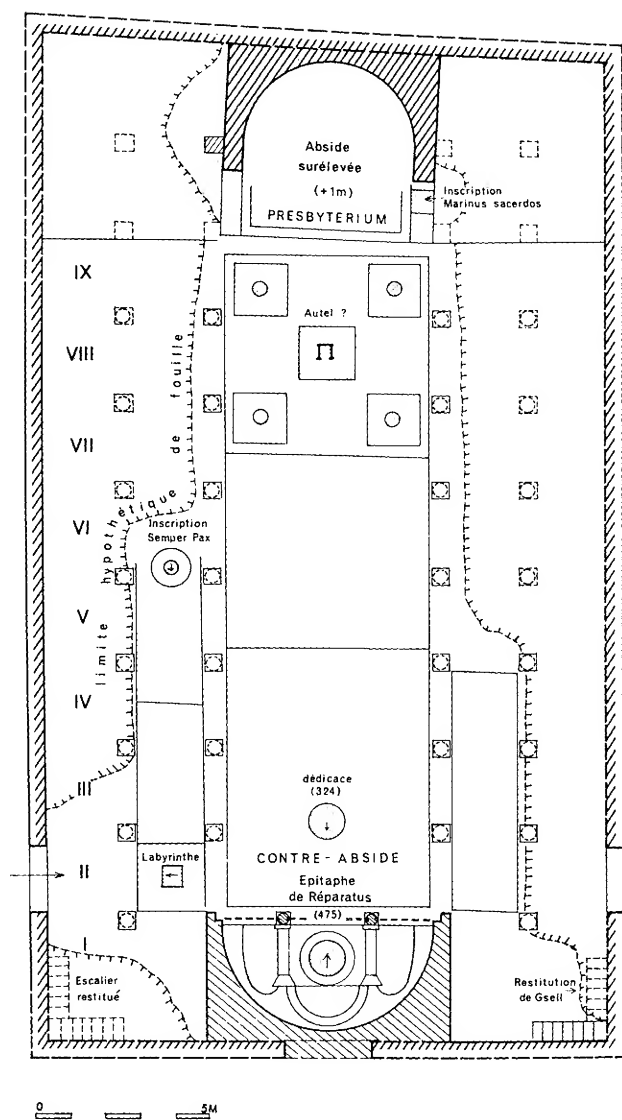 Abside
surélevée
(+1m)
PRESBYTERIUM
Inscription
Marinus sacerdos
IX
Autel ?
VIII
VII
limite hypothétique de fouille
VI
Inscription
Semper Pax
V
IV
III
dédicace
(324)
Labyrinthe
II
CONTRE-ABSIDE
Epitaphe
de Réparatus
(475)
I
Escalier
restitué
Restitution
de Gsell
0 5M